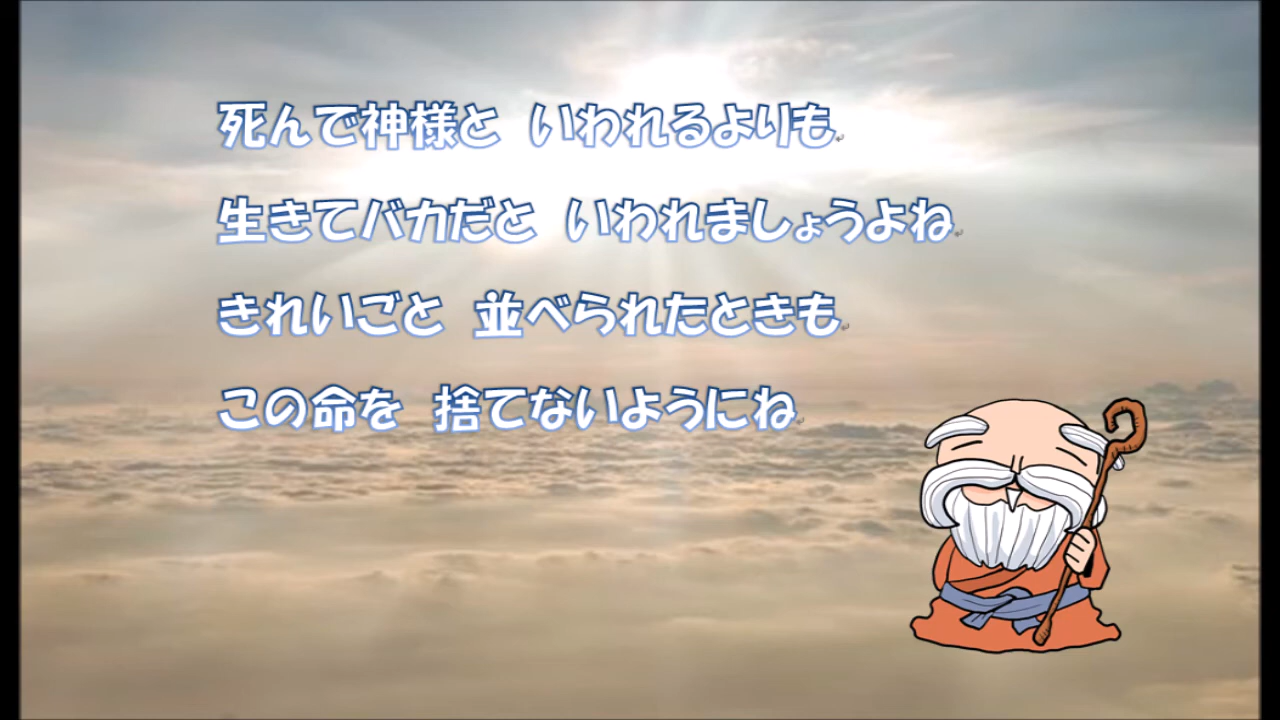 死んで神様と いわれるよりも
生きてバカだと いわれましょうよね
きれいごと 並べられたときも
この命を 捨てないようにね